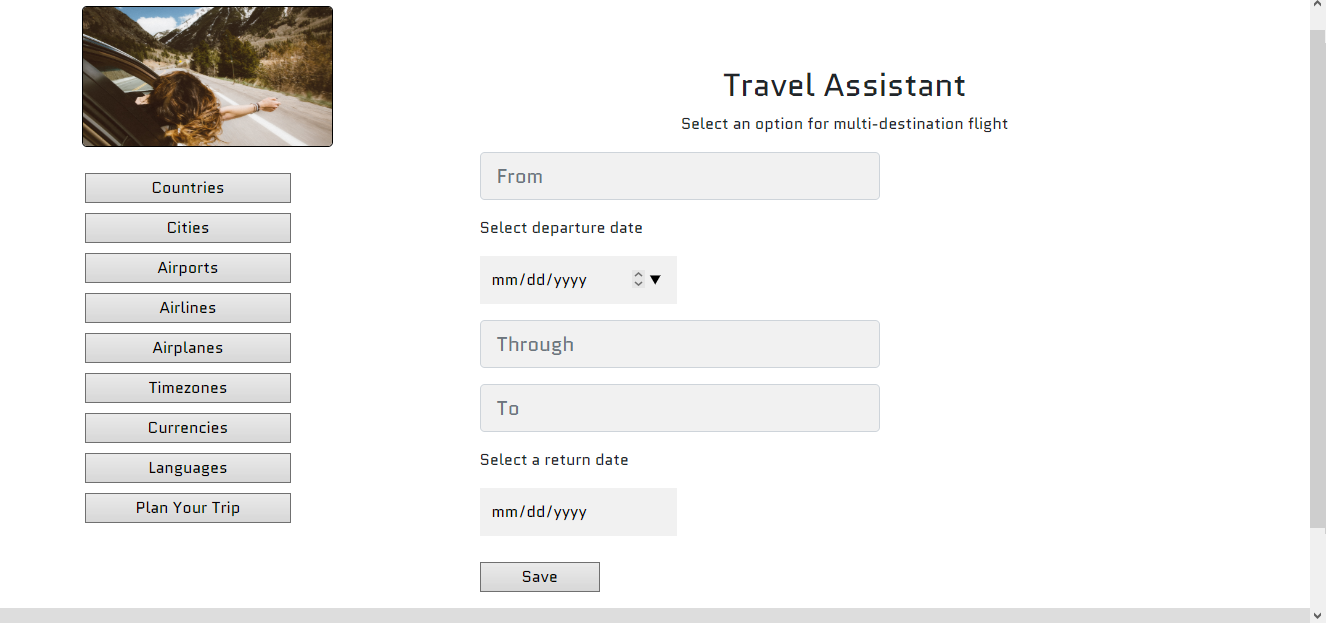 Countries
Cities
Airports
Airlines
Airplanes
Timezones
Currencies
Languages
Plan Your Trip
Travel Assistant
Select an option for multi-destination flight
From
Select departure date
mm/dd/yyyy
Through
To
Select a return date
mm/dd/yyyy
Save